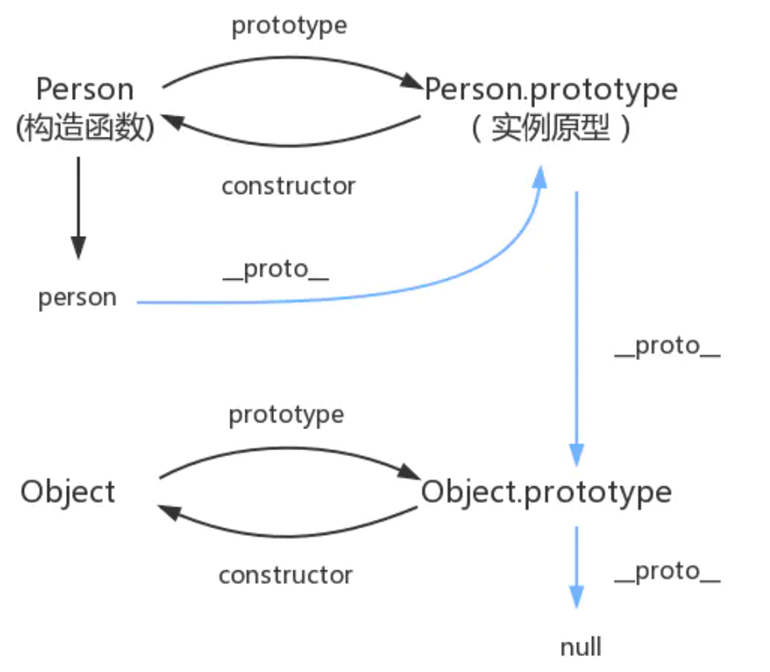 prototype
Person
(构造函数)
Person.prototype
（实例原型）
constructor
__proto__
person
__proto__
prototype
Object
Object.prototype
constructor
__proto__
null